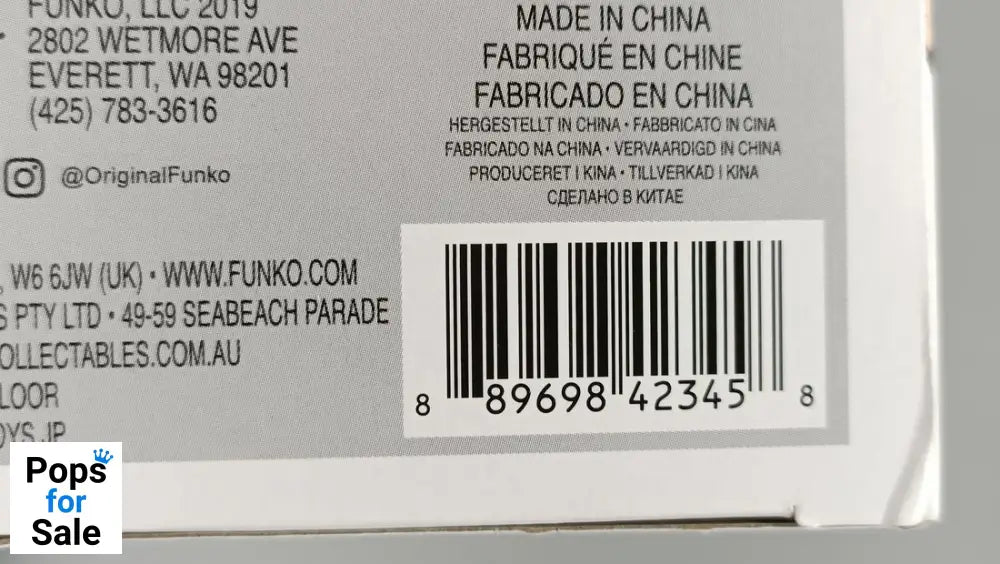 FUNKO, LLC 2019
2802 WETMORE AVE
EVERETT, WA 98201
(425) 783-3616
@OriginalFunko
, W6 6JW (UK) • WWW.FUNKO.COM
S PTY LTD • 49-59 SEABEACH PARADE
OLLECTABLES.COM.AU
LOOR
OYS JP
MADE IN CHINA
FABRIQUÉ EN CHINE
FABRICADO EN CHINA
HERGESTELLT IN CHINA • FABBRICATO IN CINA
FABRICADO NA CHINA • VERVAARDIGD IN CHINA
PRODUCERET I KINA • TILLVERKAD I KINA
СДЕЛАНО В КИТАЕ
8 89698 42345 8
Pops
for
Sale